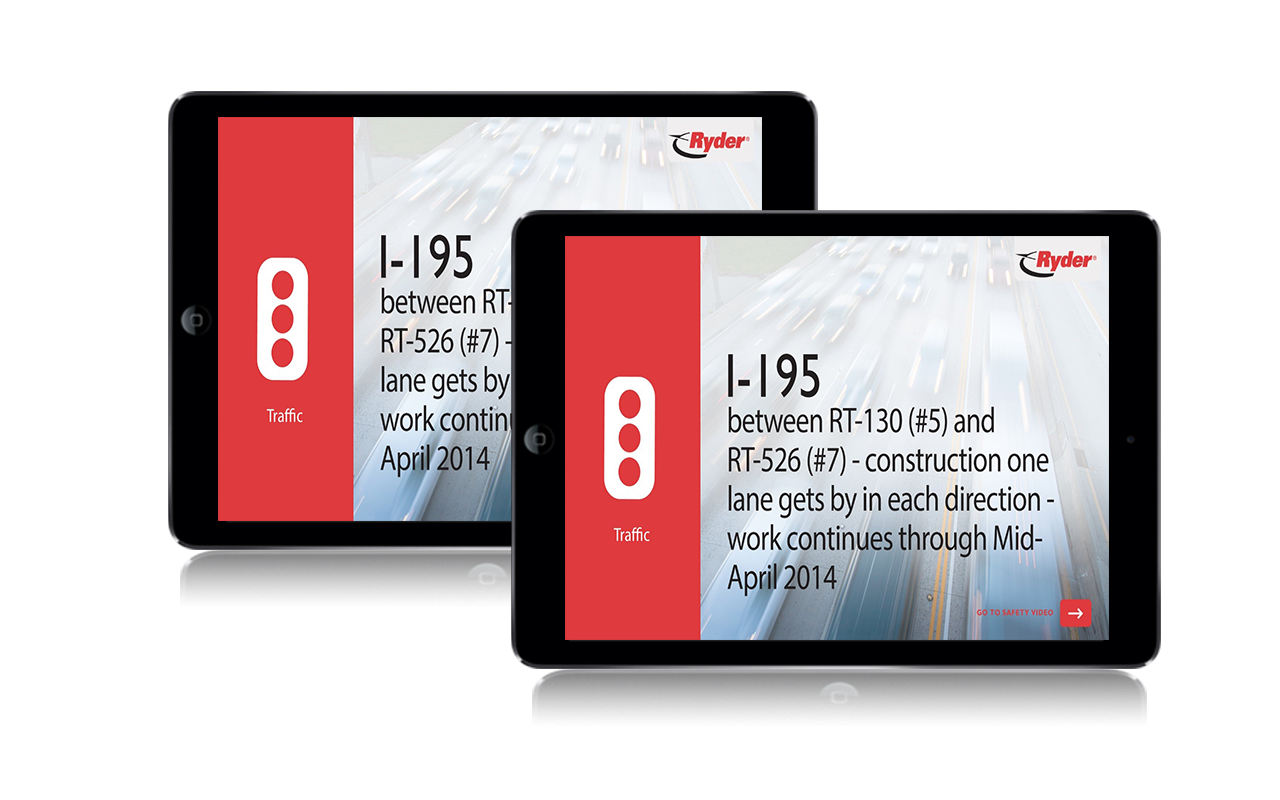 Ryder®
I-195
between RT-
RT-526 (#7) -
lane gets by
work contin
April 2014
Traffic
Ryder®
I-195
between RT-130 (#5) and
RT-526 (#7) - construction one
lane gets by in each direction -
work continues through Mid-
April 2014
Traffic
GO TO SAFETY VIDEO